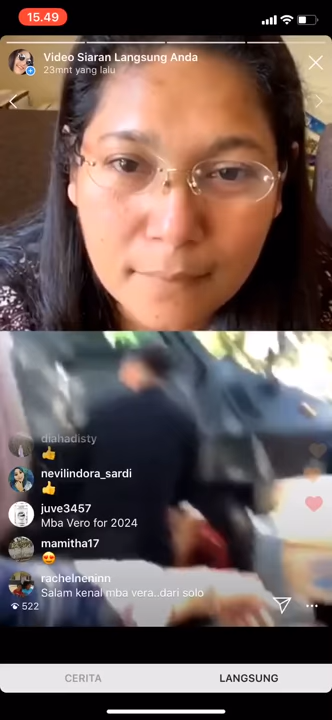 15.49
Video Siaran Langsung Anda
23mnt yang lalu
diahadisty
👍
nevilindora_sardi
👍
juve3457
Mba Vero for 2024
mamitha17
😍
rachelneninn
Salam kenal mba vera..dari solo
522
CERITA
LANGSUNG